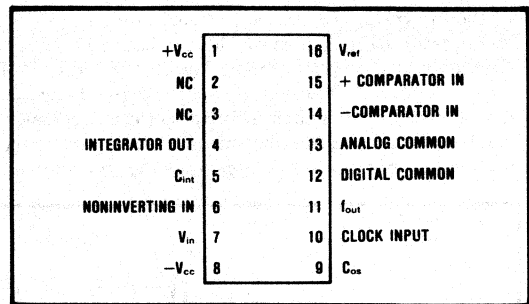 +Vcc 1 16 Vref
NC 2 15 + COMPARATOR IN
NC 3 14 −COMPARATOR IN
INTEGRATOR OUT 4 13 ANALOG COMMON
Cint 5 12 DIGITAL COMMON
NONINVERTING IN 6 11 fout
Vin 7 10 CLOCK INPUT
−Vcc 8 9 Cos